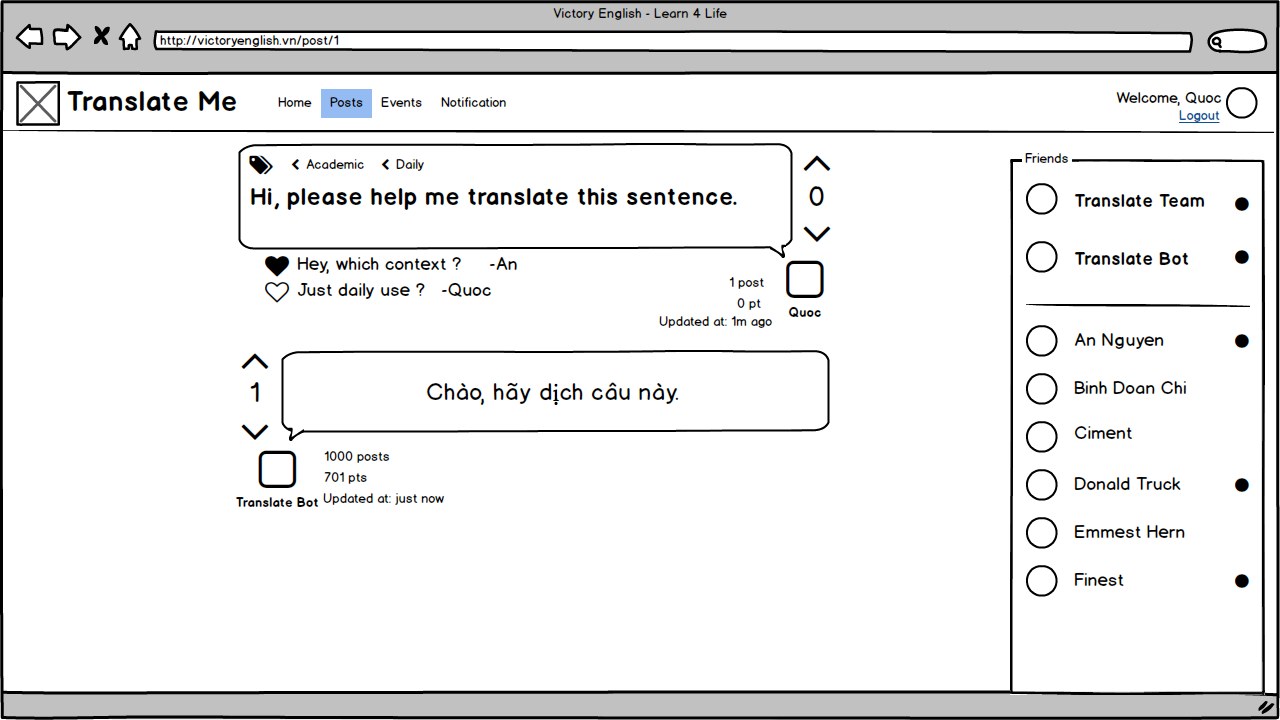 Victory English - Learn 4 Life
http://victoryenglish.vn/post/1
Translate Me
Home Posts Events Notification
Welcome, Quoc
Logout
Academic Daily
Hi, please help me translate this sentence.
0
Hey, which context ? -An
Just daily use ? -Quoc
1 post
0 pt
Updated at: 1m ago
Quoc
1
Chào, hãy dịch câu này.
1000 posts
701 pts
Updated at: just now
Translate Bot
Friends
Translate Team
Translate Bot
An Nguyen
Binh Doan Chi
Ciment
Donald Truck
Emmest Hern
Finest